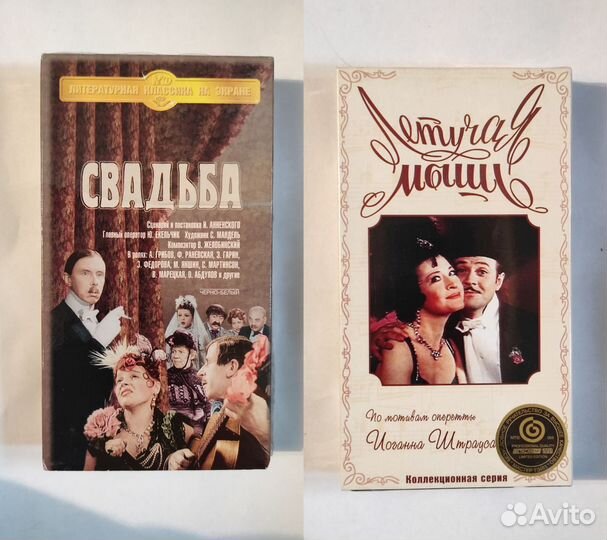 ЛИТЕРАТУРНАЯ КЛАССИКА НА ЭКРАНЕ
СВАДЬБА
Сценарий и постановка И. АННЕНСКОГО
Главный оператор Ю. ЕКЕЛЬЧИК Художник С. МАНДЕЛЬ
Композитор В. ЖЕЛОБИНСКИЙ
В ролях: А. ГРИБОВ, Ф. РАНЕВСКАЯ, Э. ГАРИН,
З. ФЕДОРОВА, М. ЯНШИН, С. МАРТИНСОН,
В. МАРЕЦКАЯ, О. АБДУЛОВ и другие
ЧЕРНО-БЕЛЫЙ
Летучая
мышь
По мотивам оперетты
Иоганна Штрауса
Коллекционная серия
Avito